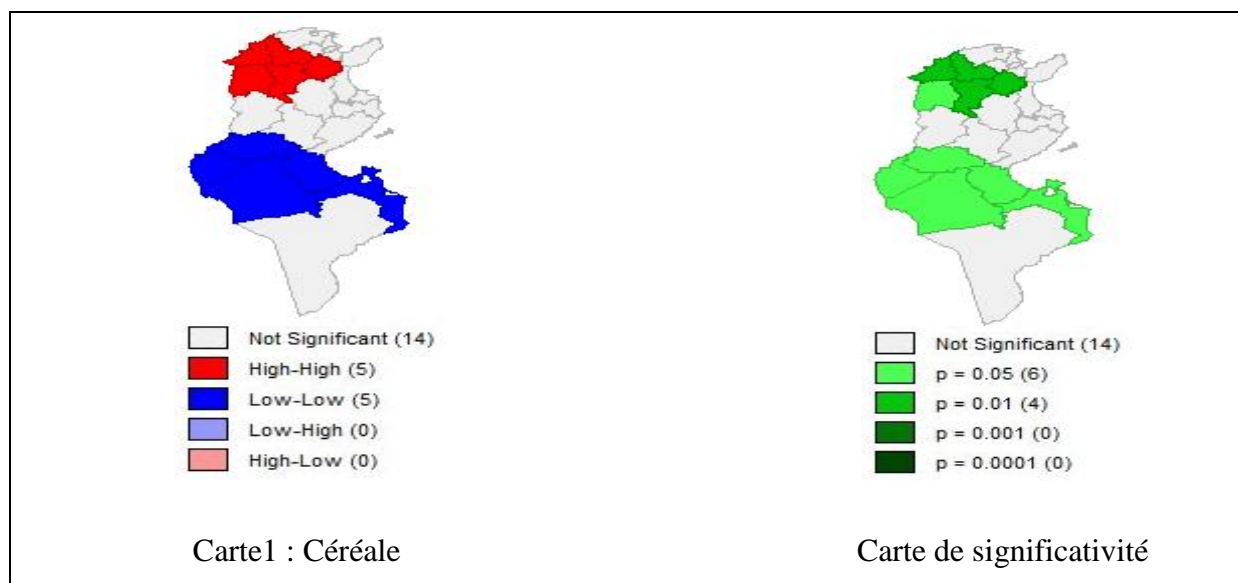 Not Significant (14)
High-High (5)
Low-Low (5)
Low-High (0)
High-Low (0)
Carte1 : Céréale
Not Significant (14)
p = 0.05 (6)
p = 0.01 (4)
p = 0.001 (0)
p = 0.0001 (0)
Carte de significativité